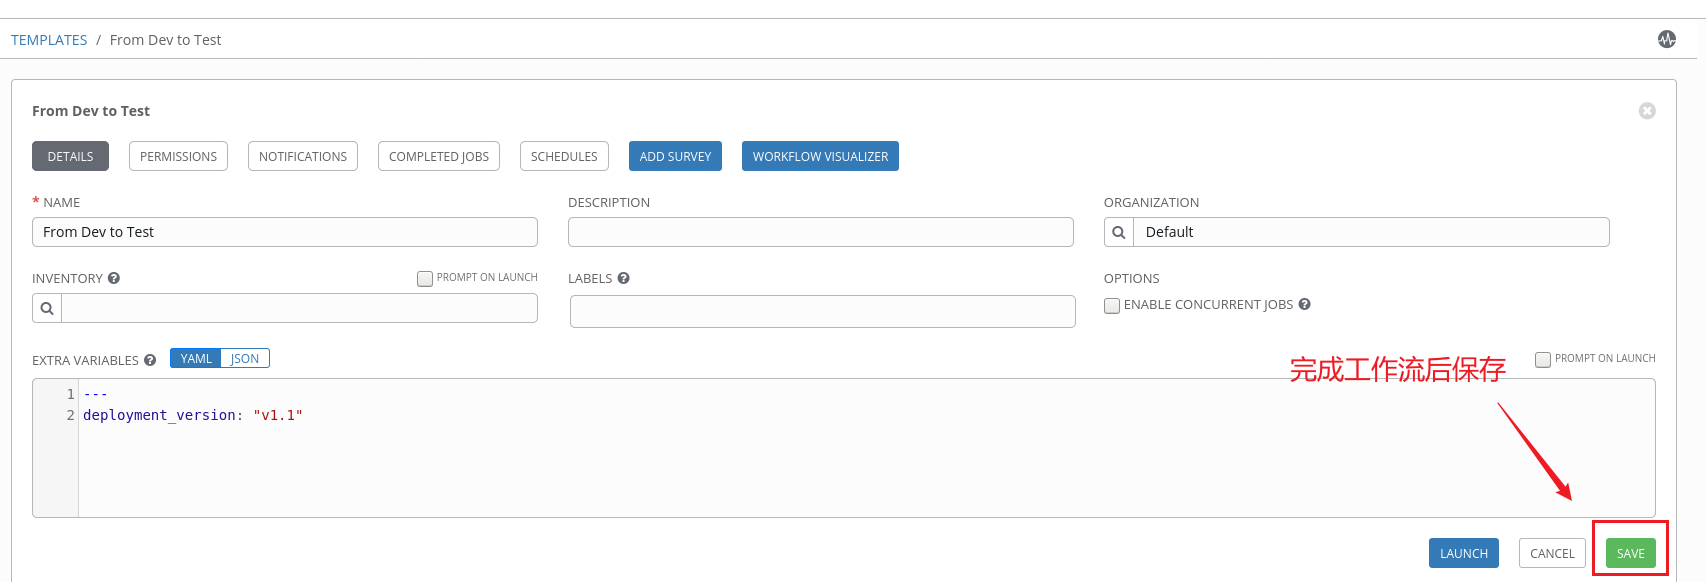 TEMPLATES / From Dev to Test
From Dev to Test
DETAILS PERMISSIONS NOTIFICATIONS COMPLETED JOBS SCHEDULES ADD SURVEY WORKFLOW VISUALIZER
* NAME DESCRIPTION ORGANIZATION
From Dev to Test Default
INVENTORY PROMPT ON LAUNCH LABELS OPTIONS
ENABLE CONCURRENT JOBS
EXTRA VARIABLES YAML JSON PROMPT ON LAUNCH
完成工作流后保存
1 ---
2 deployment_version: "v1.1"
LAUNCH CANCEL SAVE